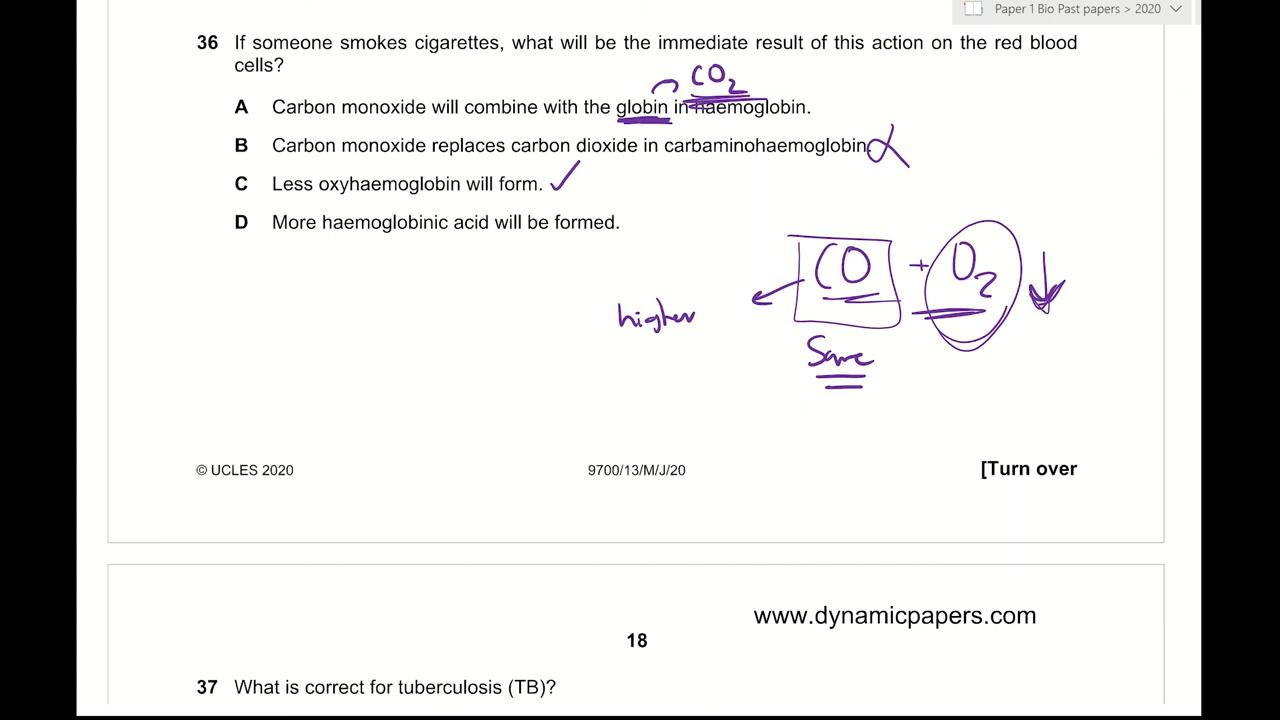 Paper 1 Bio Past papers > 2020
36 If someone smokes cigarettes, what will be the immediate result of this action on the red blood
cells?
CO2
A Carbon monoxide will combine with the globin in haemoglobin.
B Carbon monoxide replaces carbon dioxide in carbaminohaemoglobin.
C Less oxyhaemoglobin will form.
D More haemoglobinic acid will be formed.
CO + O2
higher
© UCLES 2020 9700/13/M/J/20 [Turn over
www.dynamicpapers.com
18
37 What is correct for tuberculosis (TB)?